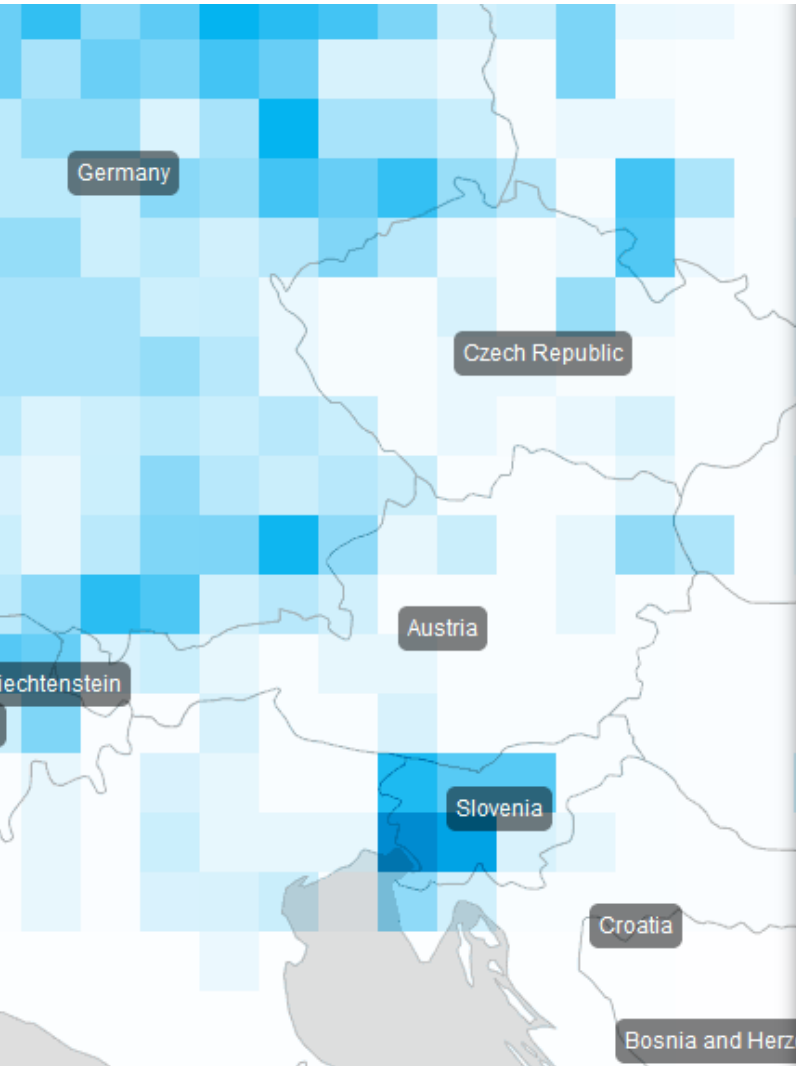 Germany
Czech Republic
Austria
iechtenstein
Slovenia
Croatia
Bosnia and Herz